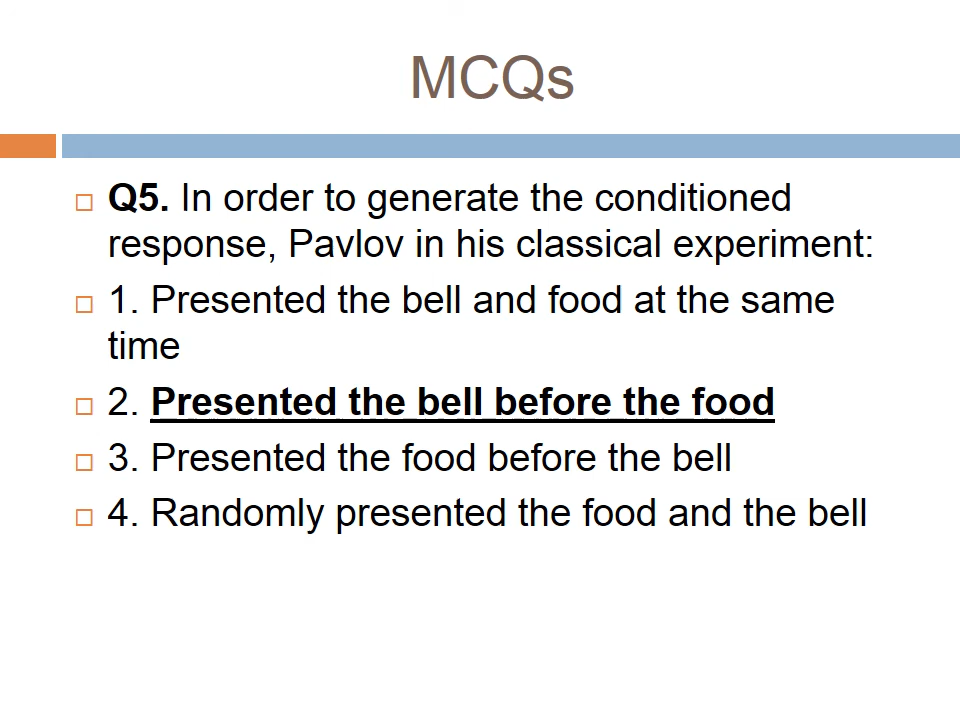 MCQs
Q5. In order to generate the conditioned
response, Pavlov in his classical experiment:
1. Presented the bell and food at the same
time
2. Presented the bell before the food
3. Presented the food before the bell
4. Randomly presented the food and the bell